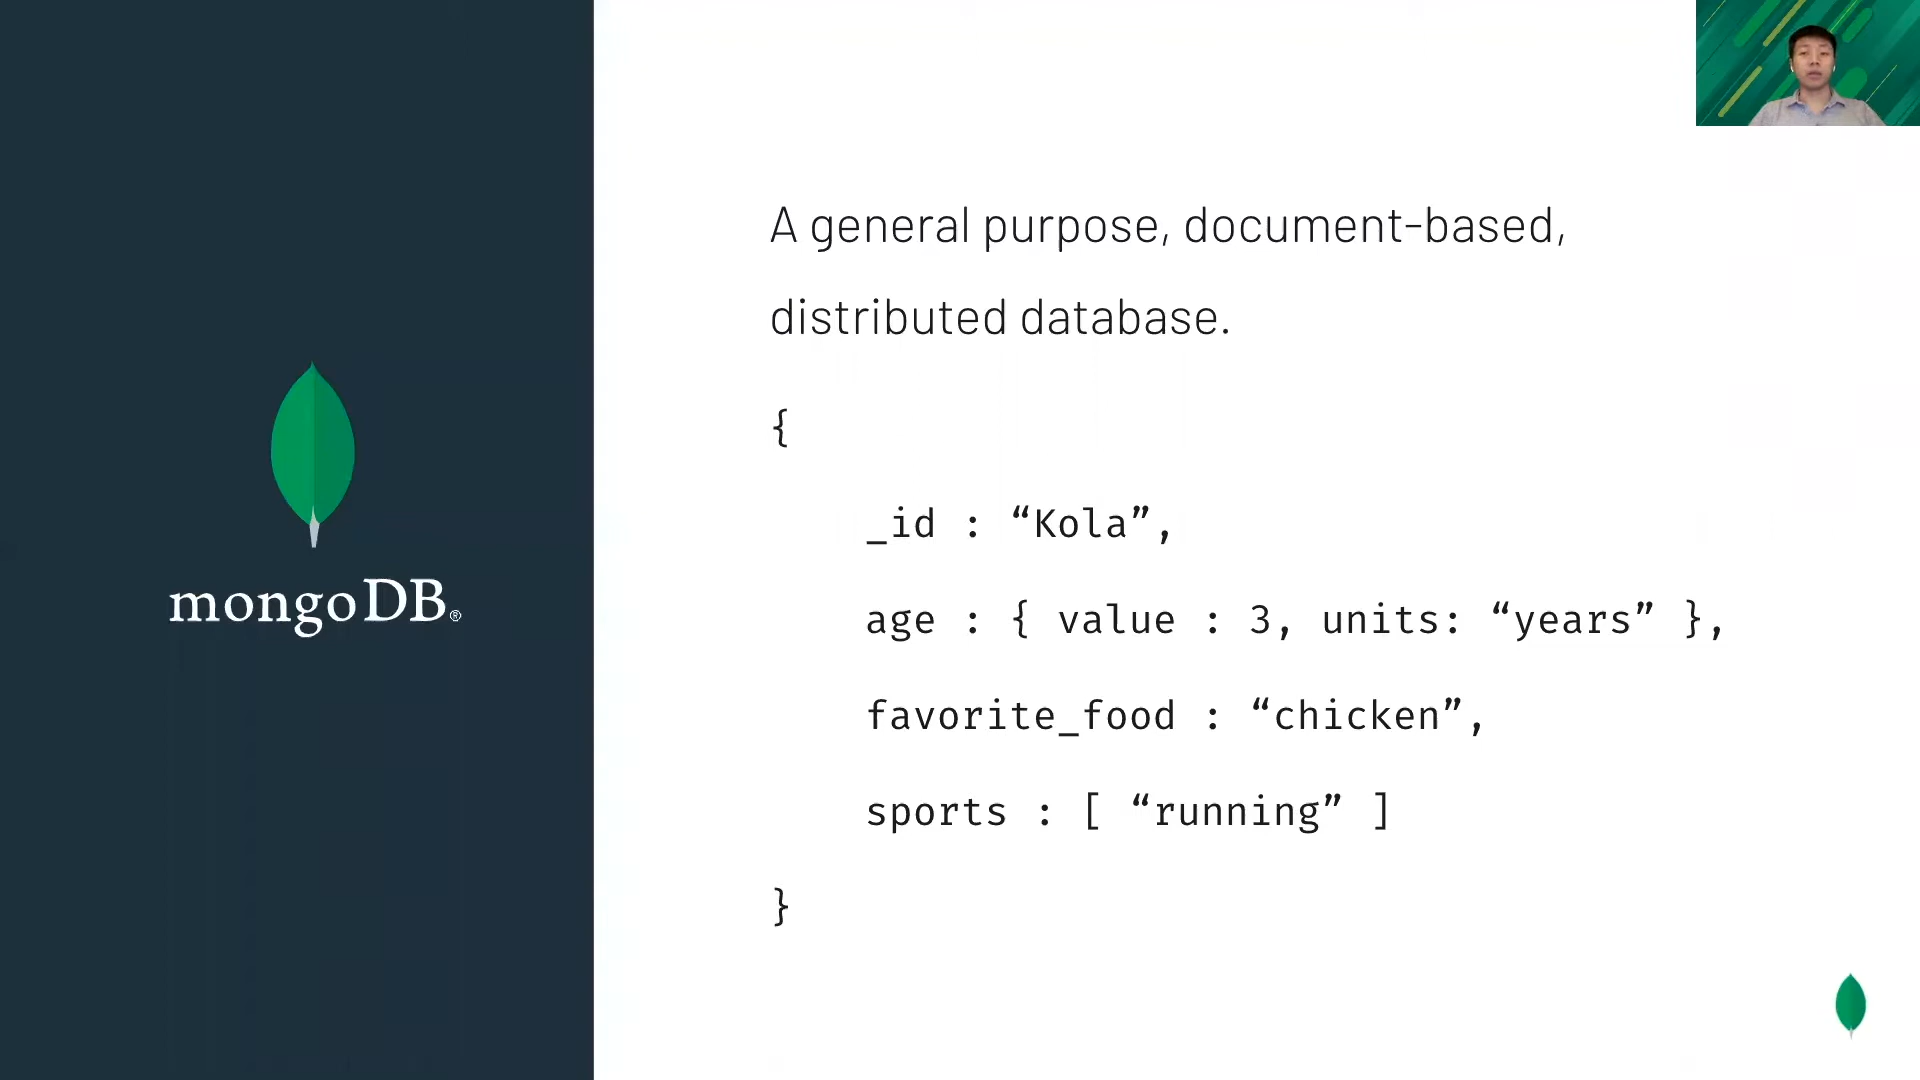 mongoDB®
A general purpose, document-based,
distributed database.
{
_id : “Kola”,
age : { value : 3, units: “years” },
favorite_food : “chicken”,
sports : [ “running” ]
}